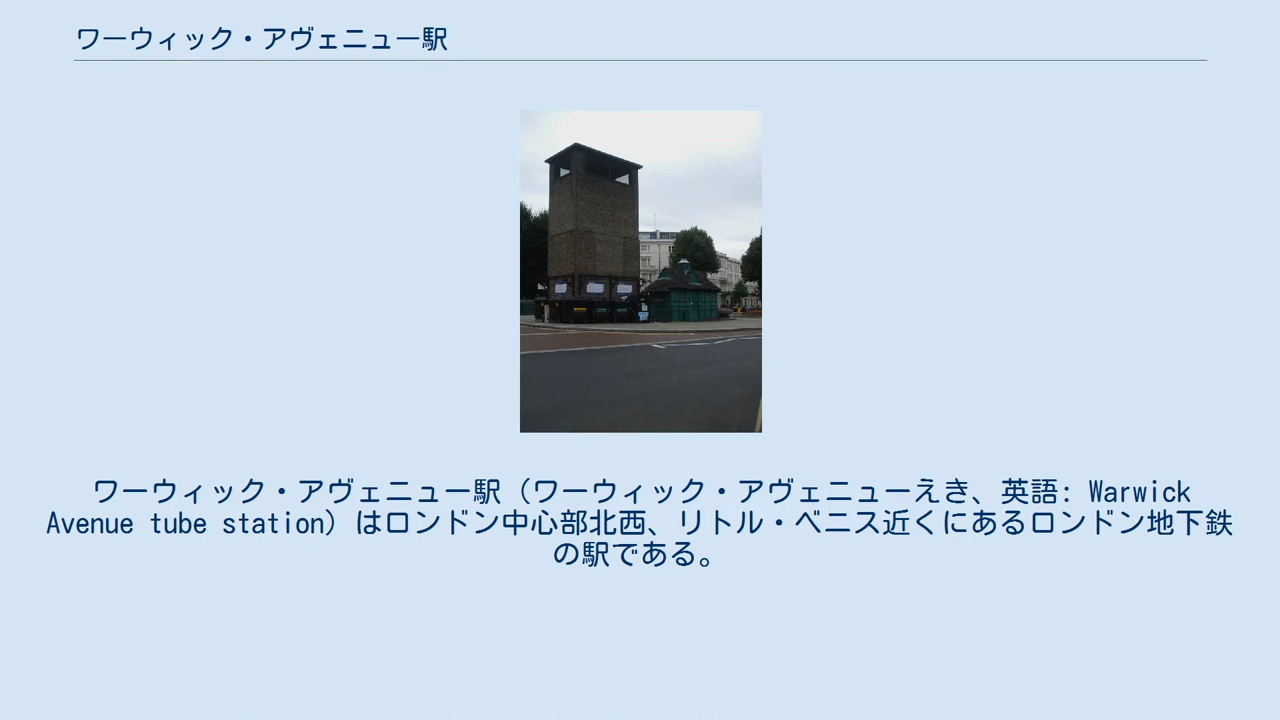 ワーウィック・アヴェニュー駅
ワーウィック・アヴェニュー駅（ワーウィック・アヴェニューえき、英語: Warwick
Avenue tube station）はロンドン中心部北西、リトル・ベニス近くにあるロンドン地下鉄
の駅である。